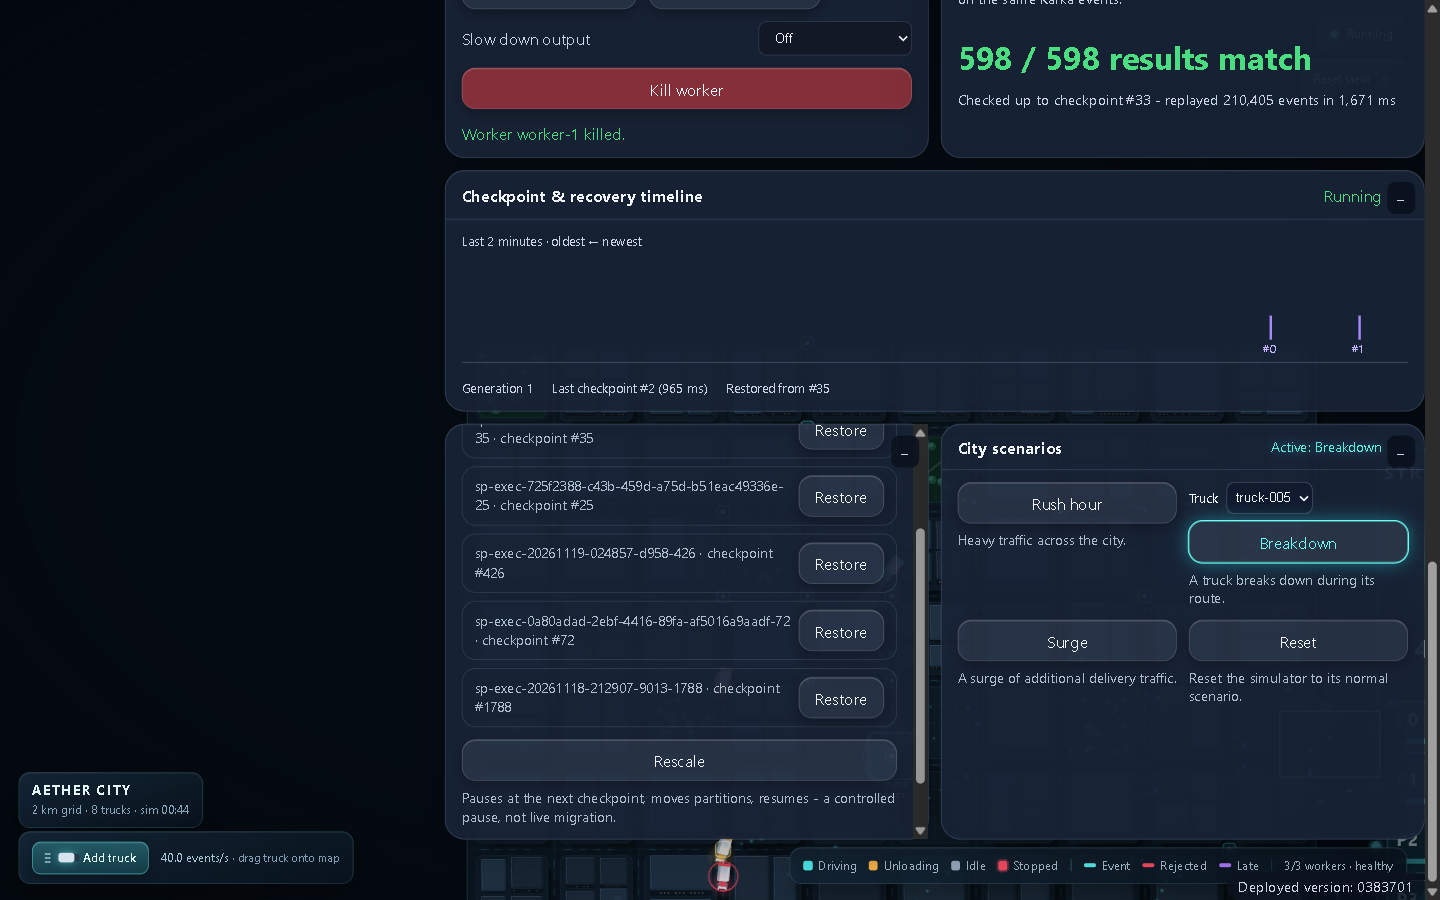 Slow down output
Off
Kill worker
Worker worker-1 killed.
on the same Kafka events.
Running
598 / 598 results match
Reset view
Checked up to checkpoint #33 - replayed 210,405 events in 1,671 ms
Checkpoint & recovery timeline
Running
–
Last 2 minutes · oldest ← newest
#0
#1
Generation 1
Last checkpoint #2 (965 ms)
Restored from #35
35 · checkpoint #35
Restore
–
sp-exec-725f2388-c43b-459d-a75d-b51eac49336e-
25 · checkpoint #25
Restore
sp-exec-20261119-024857-d958-426 · checkpoint
#426
Restore
sp-exec-0a80adad-2ebf-4416-89fa-af5016a9aadf-72
· checkpoint #72
Restore
sp-exec-20261118-212907-9013-1788 · checkpoint
#1788
Restore
Rescale
Pauses at the next checkpoint, moves partitions, resumes - a controlled
pause, not live migration.
City scenarios
Active: Breakdown
–
Rush hour
Heavy traffic across the city.
Truck
truck-005
Breakdown
A truck breaks down during its
route.
Surge
A surge of additional delivery traffic.
Reset
Reset the simulator to its normal
scenario.
AETHER CITY
2 km grid · 8 trucks · sim 00:44
Add truck
40.0 events/s · drag truck onto map
Driving
Unloading
Idle
Stopped
Event
Rejected
Late
3/3 workers · healthy
Deployed version: 0383701